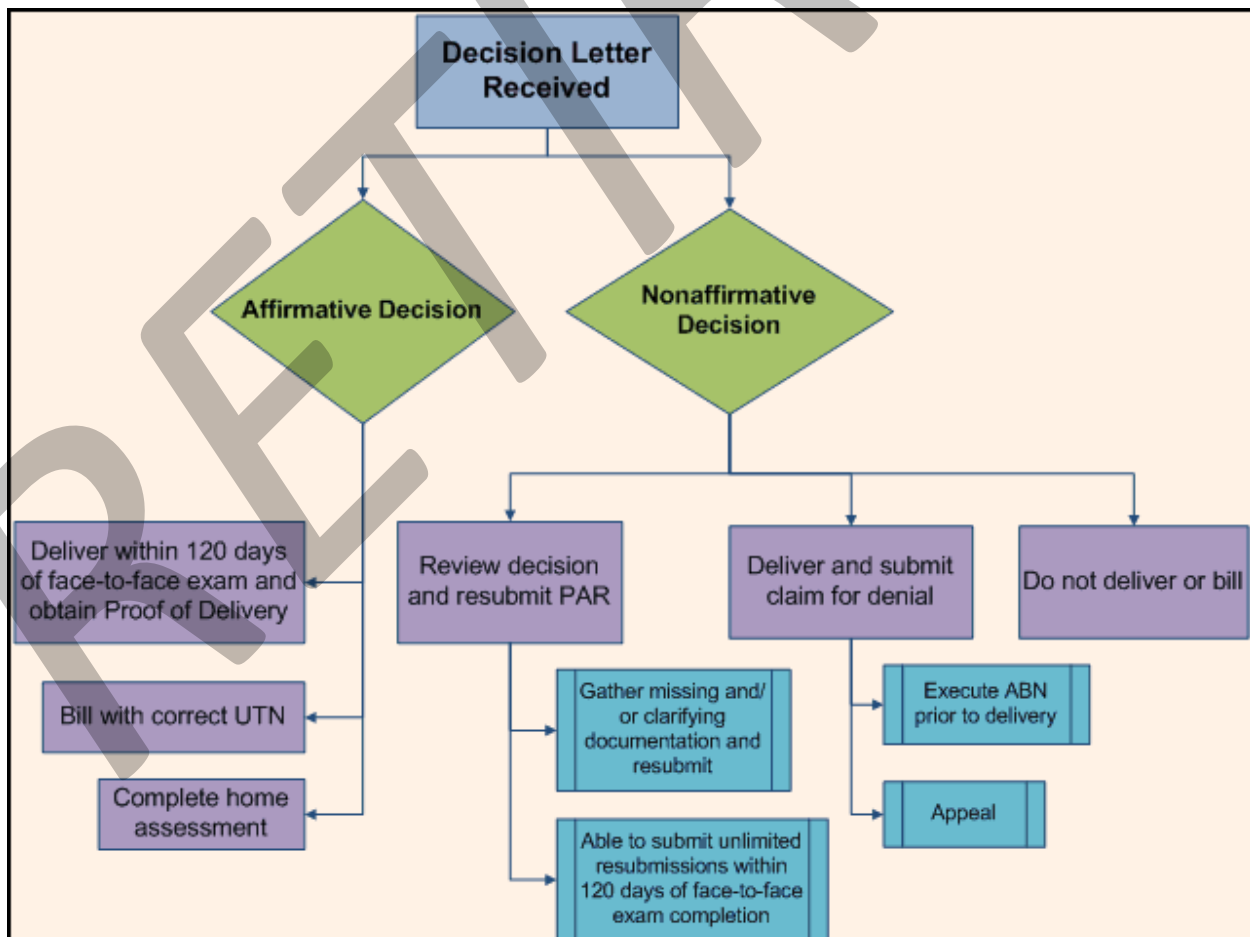 Decision Letter
Received
Affirmative Decision
Nonaffirmative
Decision
Deliver within 120 days
of face-to-face exam and
obtain Proof of Delivery
Bill with correct UTN
Complete home
assessment
Review decision
and resubmit PAR
Gather missing and/
or clarifying
documentation and
resubmit
Able to submit unlimited
resubmissions within
120 days of face-to-face
exam completion
Deliver and submit
claim for denial
Execute ABN
prior to delivery
Appeal
Do not deliver or bill